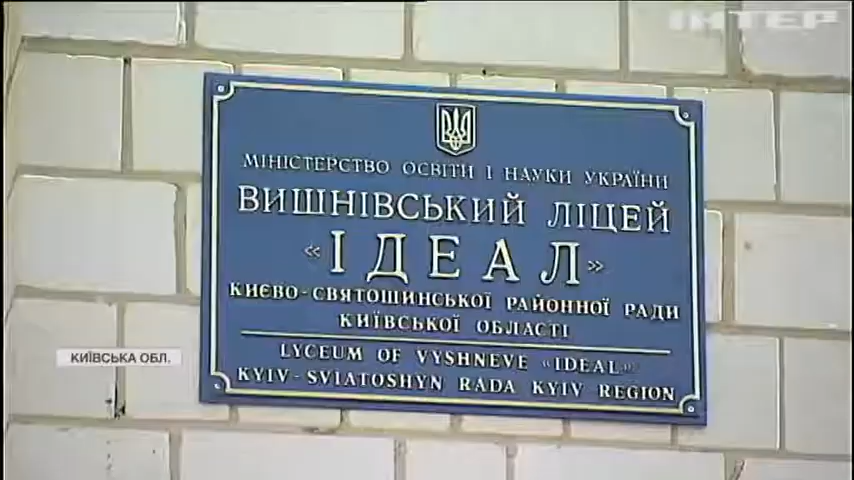 ІНТЕР
МІНІСТЕРСТВО ОСВІТИ І НАУКИ УКРАЇНИ
ВИШНІВСЬКИЙ ЛІЦЕЙ
«ІДЕАЛ»
КИЄВО-СВЯТОШИНСЬКОЇ РАЙОННОЇ РАДИ
КИЇВСЬКОЇ ОБЛАСТІ
LYCEUM OF VYSHNEVE «IDEAL»
KYIV-SVIATOSHYN RADA KYIV REGION
КИЇВСЬКА ОБЛ.